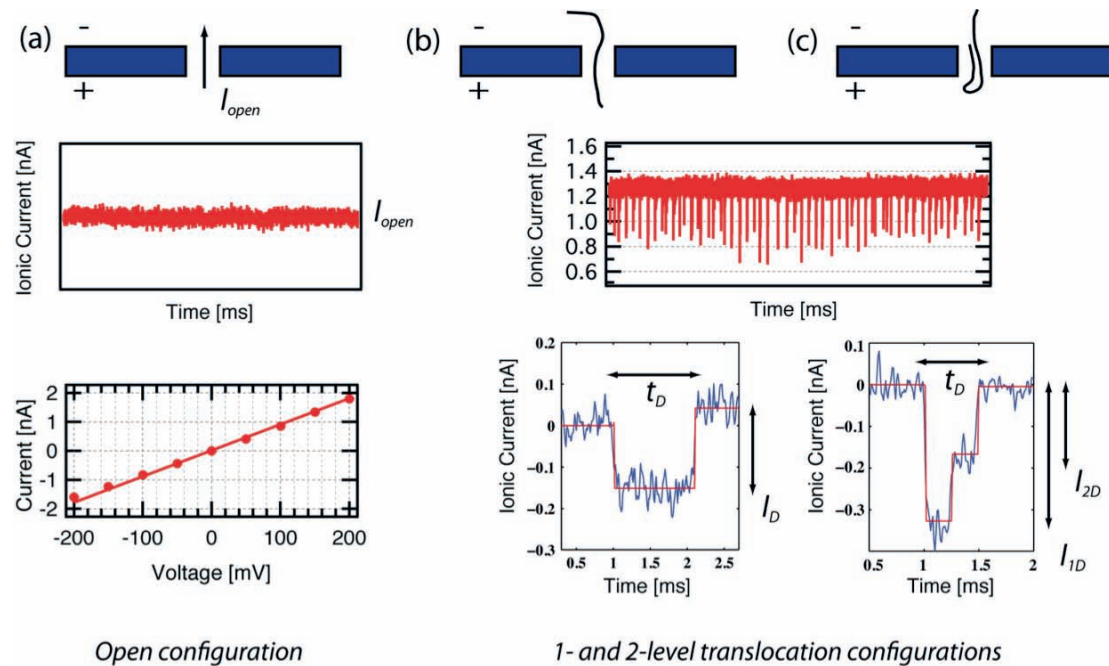 (a)
-
+
I_open
Ionic Current [nA]
I_open
Time [ms]
Current [nA]
2
1
0
-1
-2
-200 -100 0 100 200
Voltage [mV]
Open configuration
(b)
-
+
(c)
-
+
Ionic Current [nA]
1.6
1.4
1.2
1.0
0.8
0.6
Time [ms]
Ionic Current [nA]
0.2
0.1
0
−0.1
−0.2
−0.3
t_D
I_D
0.5 1 1.5 2 2.5
Time [ms]
Ionic Current [nA]
0.1
0
−0.1
−0.2
−0.3
t_D
I_2D
I_1D
0.5 1 1.5 2
Time [ms]
1- and 2-level translocation configurations